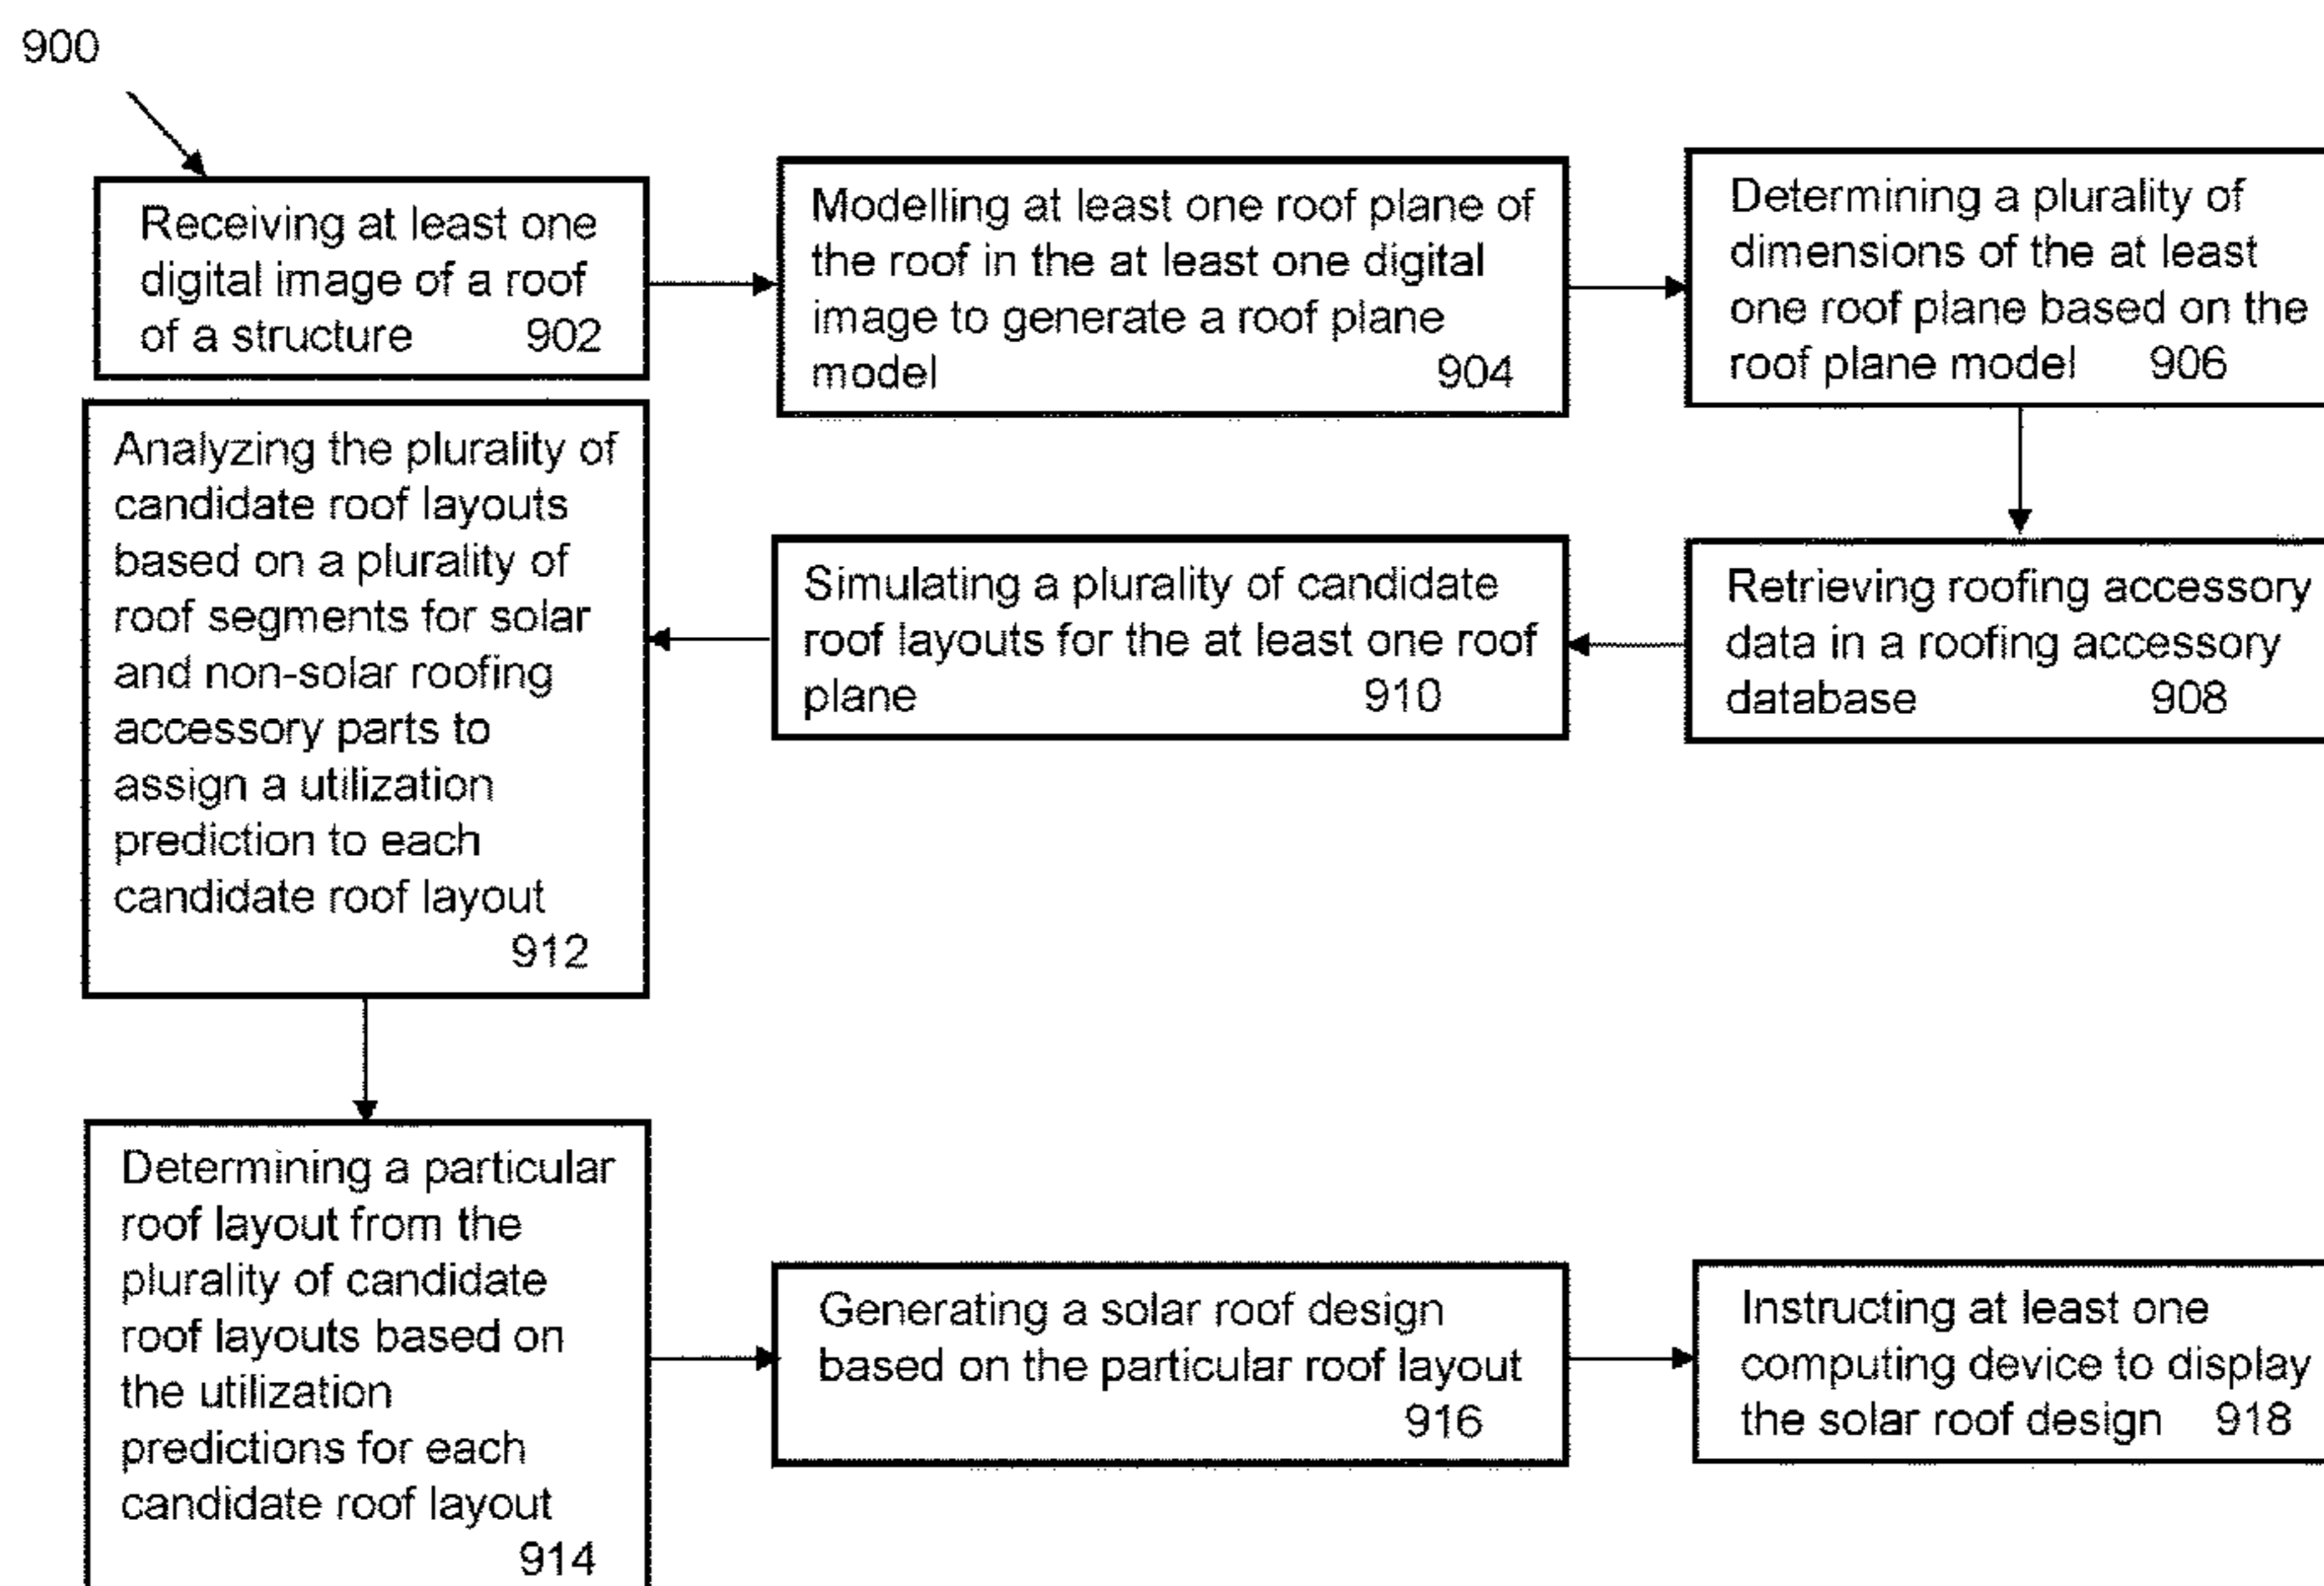 900
Receiving at least one
digital image of a roof
of a structure 902
Modelling at least one roof plane of
the roof in the at least one digital
image to generate a roof plane
model 904
Determining a plurality of
dimensions of the at least
one roof plane based on the
roof plane model 906
Retrieving roofing accessory
data in a roofing accessory
database 908
Simulating a plurality of candidate
roof layouts for the at least one roof
plane 910
Analyzing the plurality of
candidate roof layouts
based on a plurality of
roof segments for solar
and non-solar roofing
accessory parts to
assign a utilization
prediction to each
candidate roof layout
912
Determining a particular
roof layout from the
plurality of candidate
roof layouts based on
the utilization
predictions for each
candidate roof layout
914
Generating a solar roof design
based on the particular roof layout
916
Instructing at least one
computing device to display
the solar roof design 918